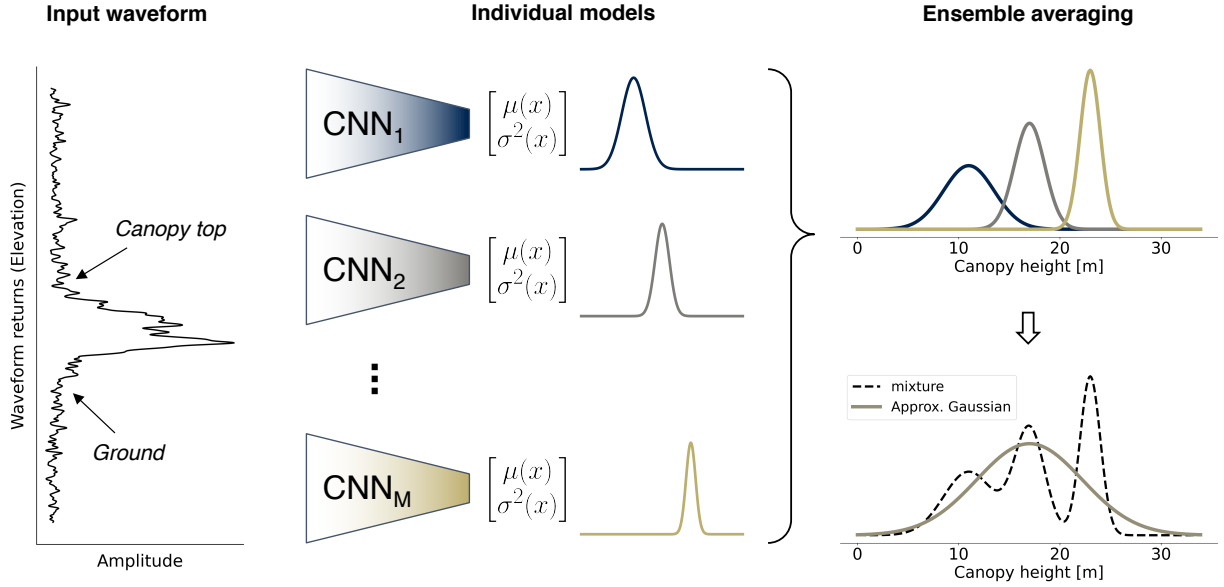 Input waveform
Individual models
Ensemble averaging
Waveform returns (Elevation)
Canopy top
Ground
Amplitude
CNN1
μ(x)
σ²(x)
CNN2
μ(x)
σ²(x)
⋮
CNNM
μ(x)
σ²(x)
0 10 20 30
Canopy height [m]
mixture
Approx. Gaussian
0 10 20 30
Canopy height [m]